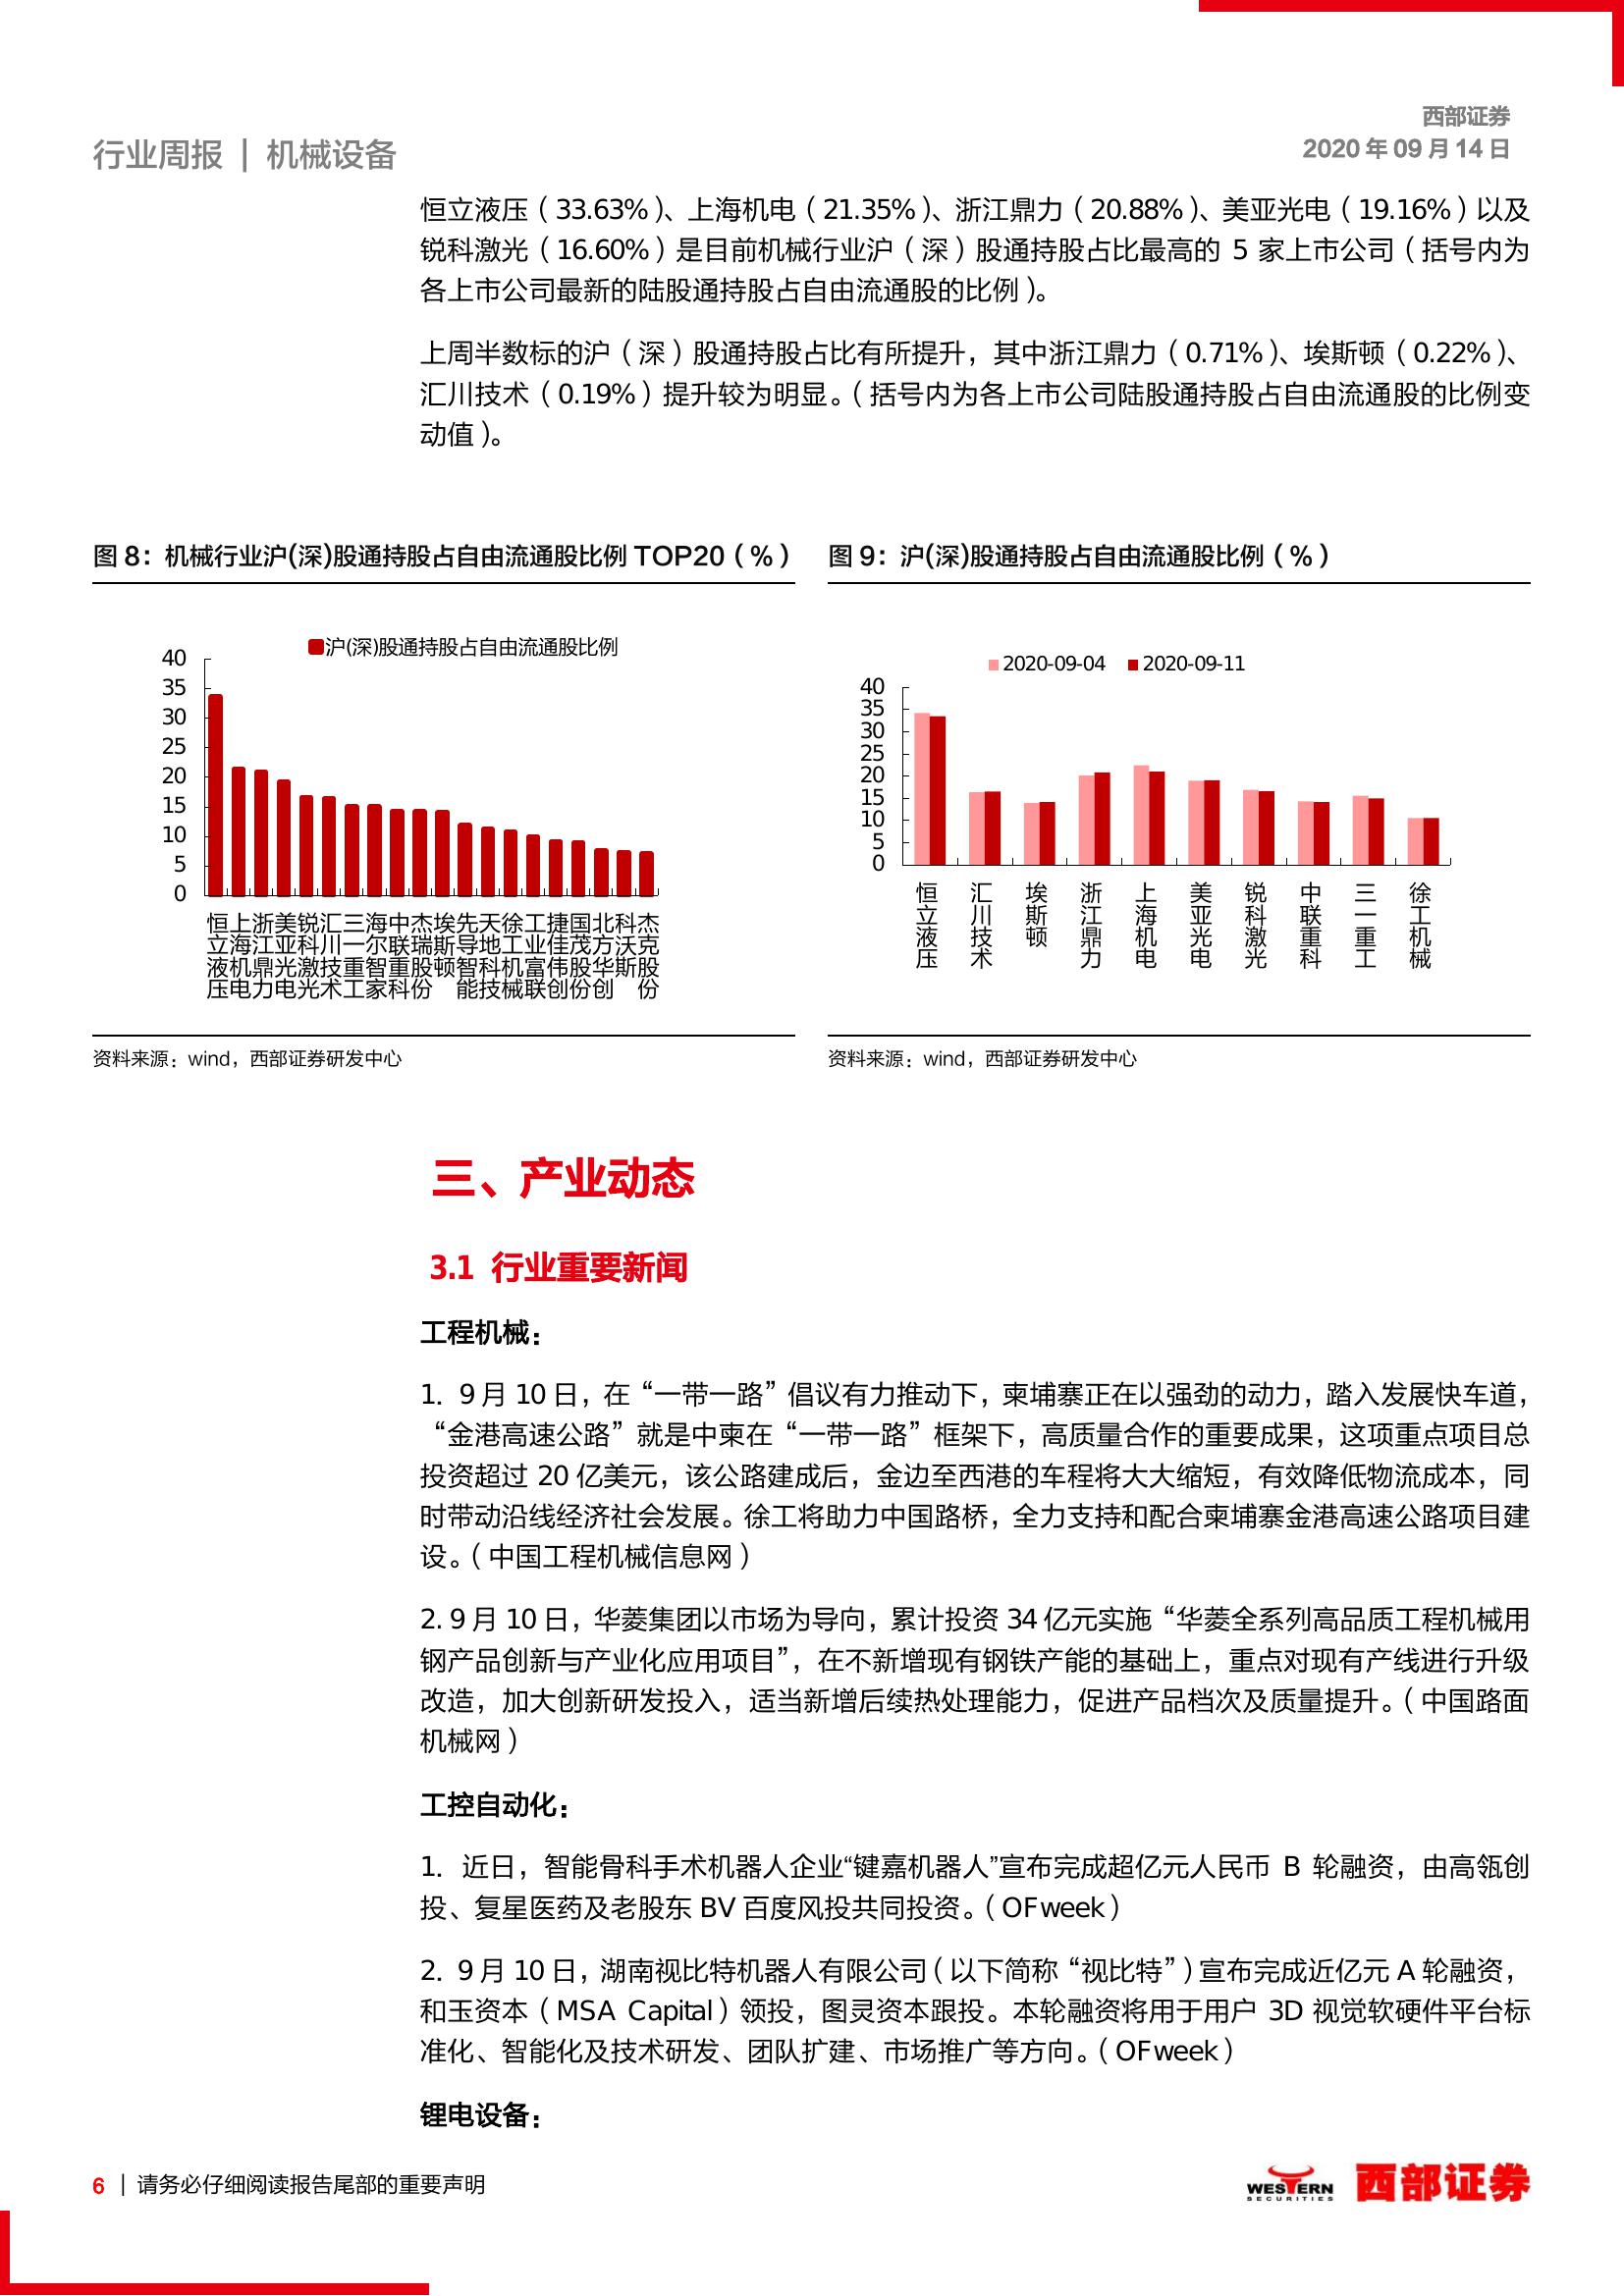 西部证券
行业周报 | 机械设备
2020 年 09 月 14 日
恒立液压（33.63%）、上海机电（21.35%）、浙江鼎力（20.88%）、美亚光电（19.16%）以及
锐科激光（16.60%）是目前机械行业沪（深）股通持股占比最高的 5 家上市公司（括号内为
各上市公司最新的陆股通持股占自由流通股的比例）。
上周半数标的沪（深）股通持股占比有所提升，其中浙江鼎力（0.71%）、埃斯顿（0.22%）、
汇川技术（0.19%）提升较为明显。（括号内为各上市公司陆股通持股占自由流通股的比例变
动值）。
图 8：机械行业沪(深)股通持股占自由流通股比例 TOP20（%）
沪(深)股通持股占自由流通股比例
40
35
30
25
20
15
10
5
0
恒立液压
上海机电
浙江鼎力
美亚光电
锐科激光
汇川技术
三一重工
海尔智家
中联重科
杰瑞股份
埃斯顿
先导智能
天地科技
徐工机械
工业富联
捷佳伟创
国茂股份
北方华创
科沃斯
杰克股份
资料来源：wind，西部证券研发中心
图 9：沪(深)股通持股占自由流通股比例（%）
2020-09-04 2020-09-11
40
35
30
25
20
15
10
5
0
恒立液压
汇川技术
埃斯顿
浙江鼎力
上海机电
美亚光电
锐科激光
中联重科
三一重工
徐工机械
资料来源：wind，西部证券研发中心
三、产业动态
3.1 行业重要新闻
工程机械：
1. 9 月 10 日，在“一带一路”倡议有力推动下，柬埔寨正在以强劲的动力，踏入发展快车道，
“金港高速公路”就是中柬在“一带一路”框架下，高质量合作的重要成果，这项重点项目总
投资超过 20 亿美元，该公路建成后，金边至西港的车程将大大缩短，有效降低物流成本，同
时带动沿线经济社会发展。徐工将助力中国路桥，全力支持和配合柬埔寨金港高速公路项目建
设。（中国工程机械信息网）
2. 9 月 10 日，华菱集团以市场为导向，累计投资 34 亿元实施“华菱全系列高品质工程机械用
钢产品创新与产业化应用项目”，在不新增现有钢铁产能的基础上，重点对现有产线进行升级
改造，加大创新研发投入，适当新增后续热处理能力，促进产品档次及质量提升。（中国路面
机械网）
工控自动化：
1. 近日，智能骨科手术机器人企业“键嘉机器人”宣布完成超亿元人民币 B 轮融资，由高瓴创
投、复星医药及老股东 BV 百度风投共同投资。（OFweek）
2. 9 月 10 日，湖南视比特机器人有限公司（以下简称“视比特”）宣布完成近亿元 A 轮融资，
和玉资本（MSA Capital）领投，图灵资本跟投。本轮融资将用于用户 3D 视觉软硬件平台标
准化、智能化及技术研发、团队扩建、市场推广等方向。（OFweek）
锂电设备：
6 | 请务必仔细阅读报告尾部的重要声明
WESTERN
SECURITIES
西部证券